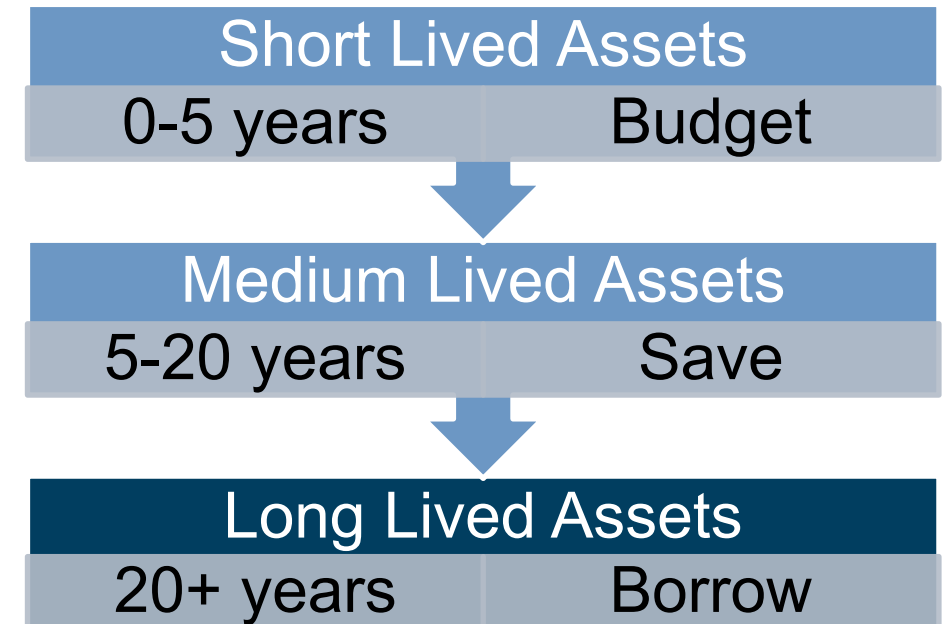 Short Lived Assets
0-5 years Budget
Medium Lived Assets
5-20 years Save
Long Lived Assets
20+ years Borrow